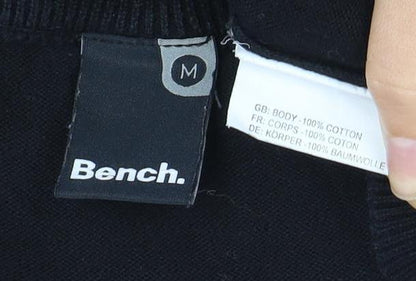 M
Bench.
GB: BODY -100% COTTON
FR: CORPS -100% COTON
DE: KÖRPER -100% BAUMWOLLE